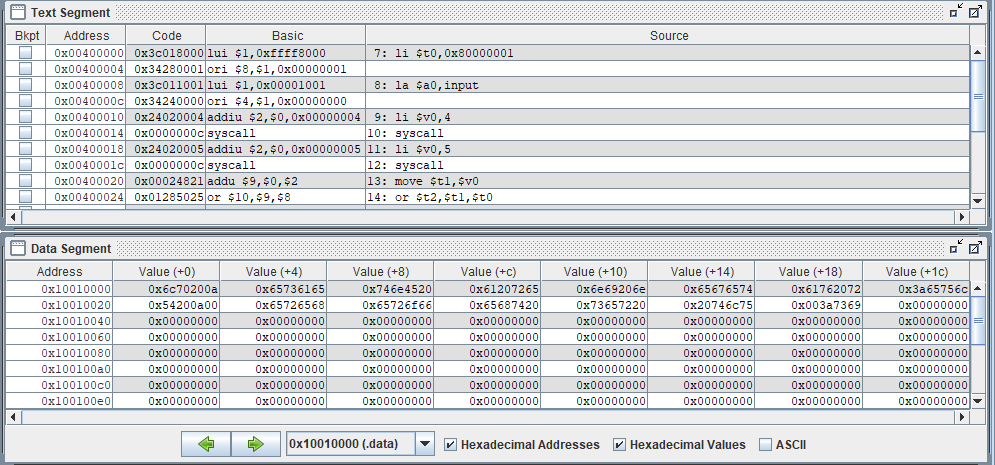 Text Segment
Bkpt Address Code Basic Source
0x00400000 0x3c018000 lui $1,0xffff8000 7: li $t0,0x80000001
0x00400004 0x34280001 ori $8,$1,0x00000001
0x00400008 0x3c011001 lui $1,0x00001001 8: la $a0,input
0x0040000c 0x34240000 ori $4,$1,0x00000000
0x00400010 0x24020004 addiu $2,$0,0x00000004 9: li $v0,4
0x00400014 0x0000000c syscall 10: syscall
0x00400018 0x24020005 addiu $2,$0,0x00000005 11: li $v0,5
0x0040001c 0x0000000c syscall 12: syscall
0x00400020 0x00024821 addu $9,$0,$2 13: move $t1,$v0
0x00400024 0x01285025 or $10,$9,$8 14: or $t2,$t1,$t0
Data Segment
Address Value (+0) Value (+4) Value (+8) Value (+c) Value (+10) Value (+14) Value (+18) Value (+1c)
0x10010000 0x6c70200a 0x65736165 0x746e4520 0x61207265 0x6e69206e 0x65676574 0x61762072 0x3a65756c
0x10010020 0x54200a00 0x65726568 0x65726f66 0x65687420 0x73657220 0x20746c75 0x003a7369 0x00000000
0x10010040 0x00000000 0x00000000 0x00000000 0x00000000 0x00000000 0x00000000 0x00000000 0x00000000
0x10010060 0x00000000 0x00000000 0x00000000 0x00000000 0x00000000 0x00000000 0x00000000 0x00000000
0x10010080 0x00000000 0x00000000 0x00000000 0x00000000 0x00000000 0x00000000 0x00000000 0x00000000
0x100100a0 0x00000000 0x00000000 0x00000000 0x00000000 0x00000000 0x00000000 0x00000000 0x00000000
0x100100c0 0x00000000 0x00000000 0x00000000 0x00000000 0x00000000 0x00000000 0x00000000 0x00000000
0x100100e0 0x00000000 0x00000000 0x00000000 0x00000000 0x00000000 0x00000000 0x00000000 0x00000000
0x10010000 (.data) Hexadecimal Addresses Hexadecimal Values ASCII